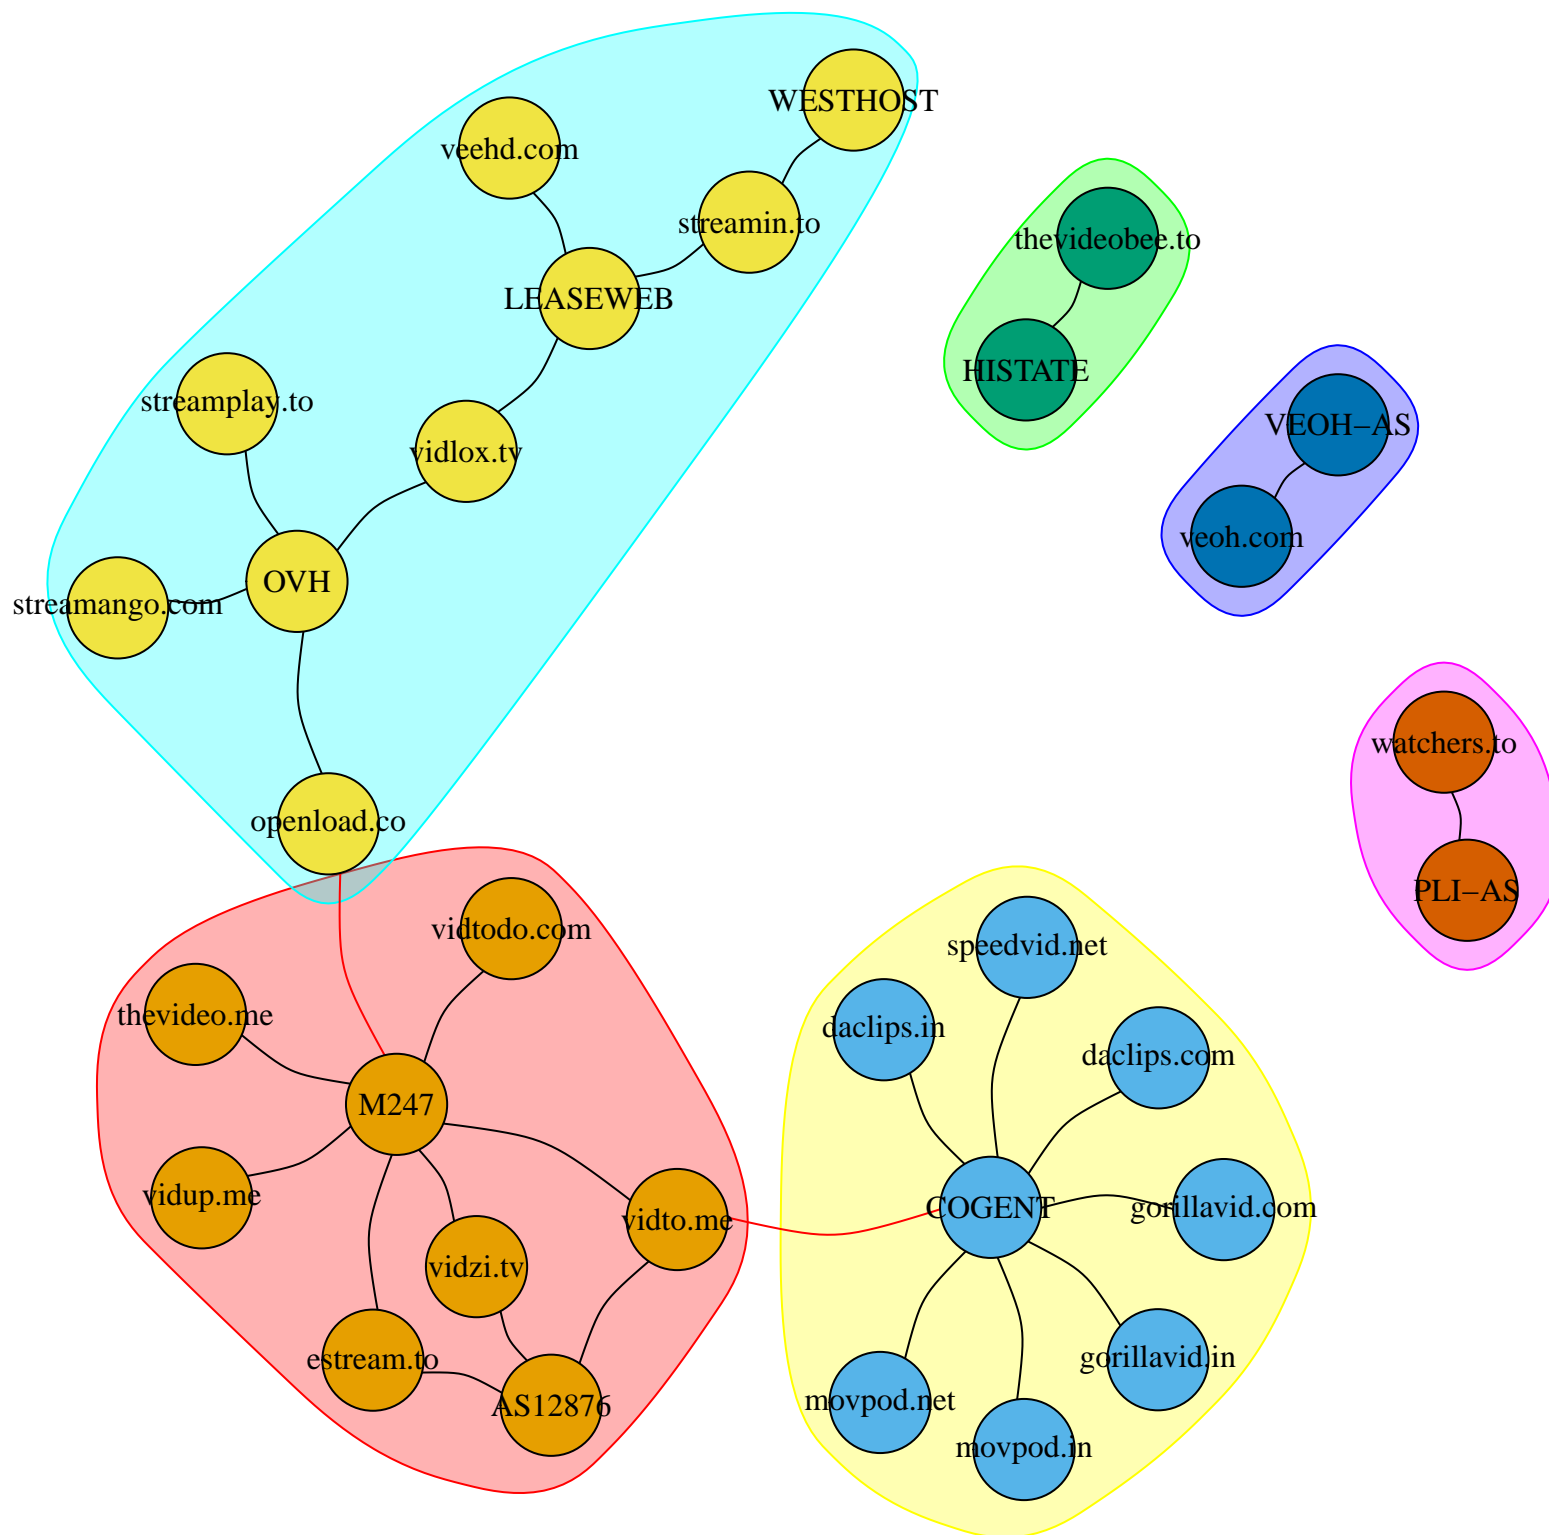 WESTHOST
veehd.com
streamin.to
thevideobee.to
LEASEWEB
HISTATE
streamplay.to
VEOH−AS
vidlox.tv
veoh.com
OVH
streamango.com
watchers.to
openload.co
PLI−AS
vidtodo.com
speedvid.net
thevideo.me
daclips.in
daclips.com
M247
vidup.me
COGENT
gorillavid.com
vidto.me
vidzi.tv
estream.to
gorillavid.in
AS12876
movpod.net
movpod.in